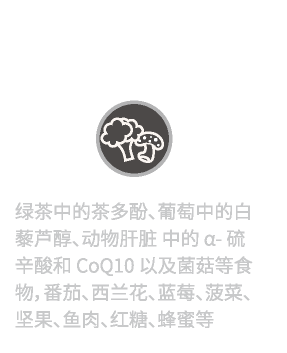 绿茶中的茶多酚、葡萄中的白
藜芦醇、动物肝脏 中的 α- 硫
辛酸和 CoQ10 以及菌菇等食
物，番茄、西兰花、蓝莓、菠菜、
坚果、鱼肉、红糖、蜂蜜等